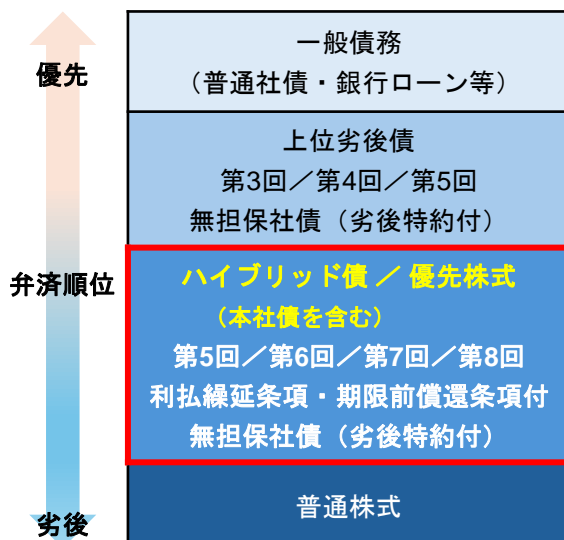 優先
弁済順位
劣後
一般債務
（普通社債・銀行ローン等）
上位劣後債
第3回／第4回／第5回
無担保社債（劣後特約付）
ハイブリッド債 ／ 優先株式
（本社債を含む）
第5回／第6回／第7回／第8回
利払繰延条項・期限前償還条項付
無担保社債（劣後特約付）
普通株式